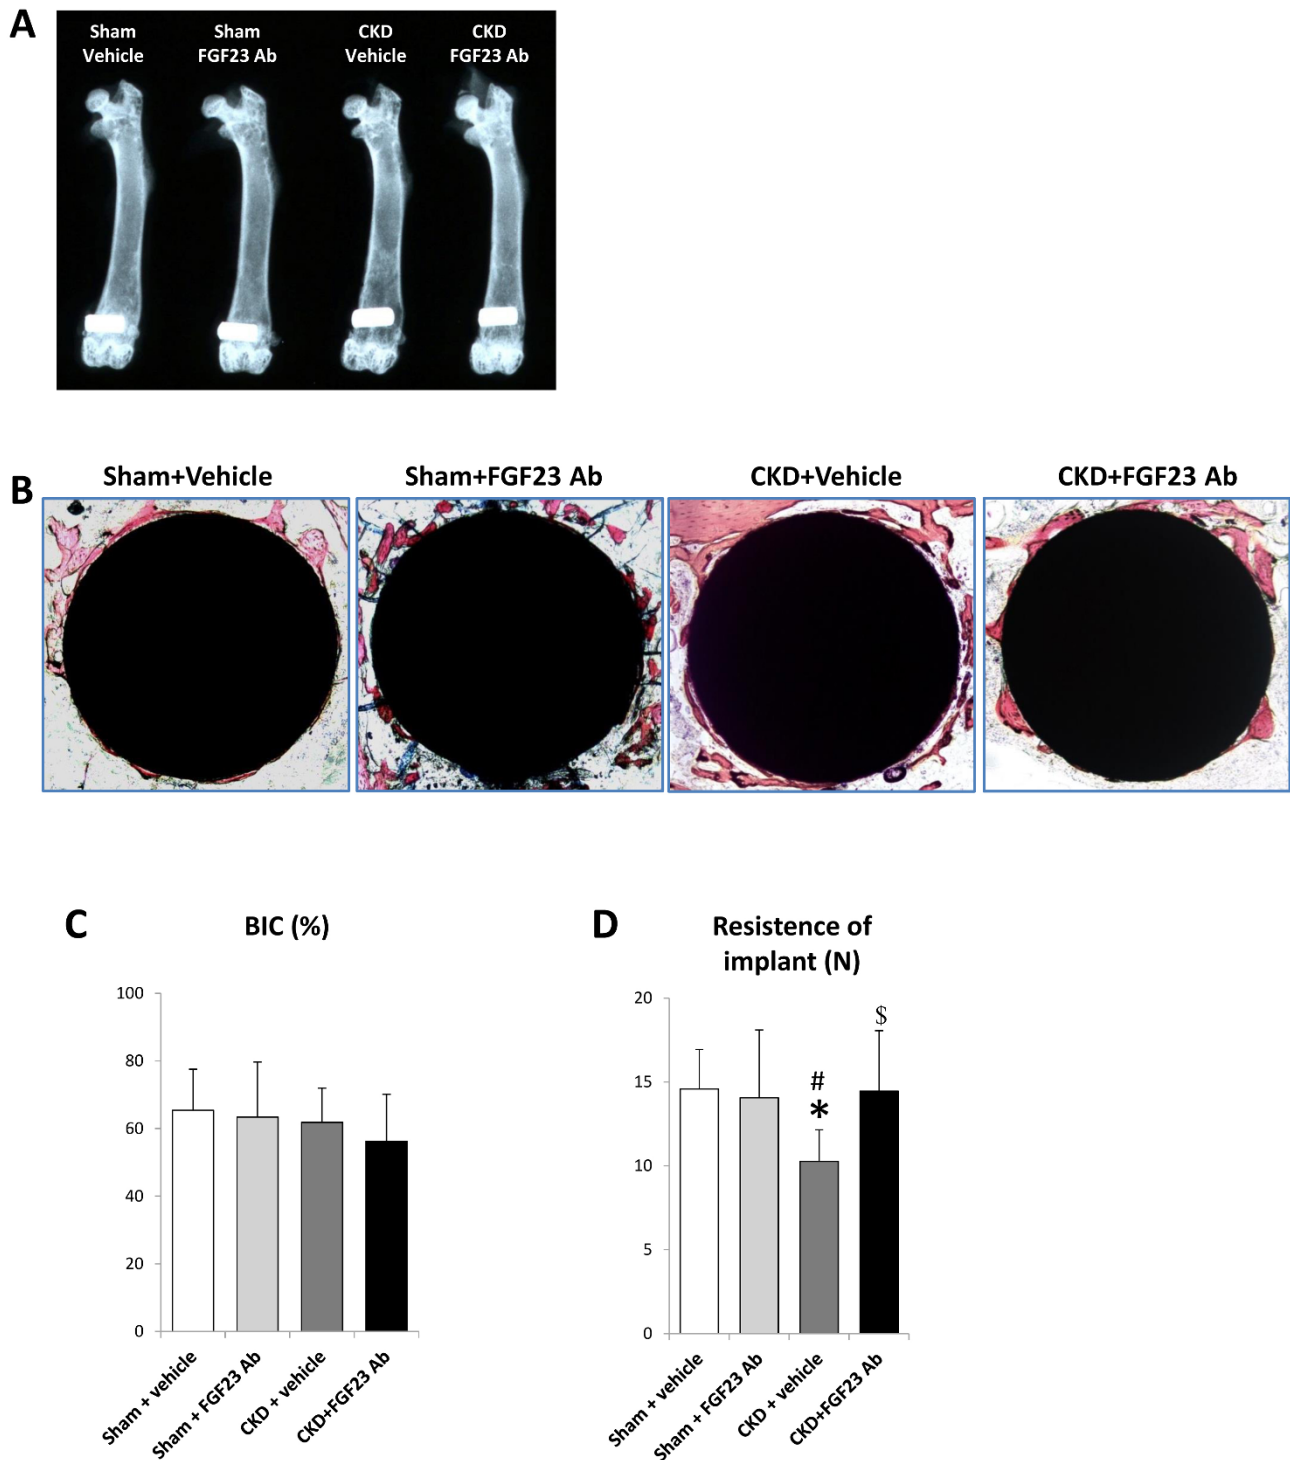 A
Sham
Vehicle
Sham
FGF23 Ab
CKD
Vehicle
CKD
FGF23 Ab
B
Sham+Vehicle
Sham+FGF23 Ab
CKD+Vehicle
CKD+FGF23 Ab
C
BIC (%)
100
80
60
40
20
0
Sham + vehicle
Sham + FGF23 Ab
CKD + vehicle
CKD+FGF23 Ab
D
Resistence of
implant (N)
20
15
10
5
0
#
*
$
Sham + vehicle
Sham + FGF23 Ab
CKD + vehicle
CKD+FGF23 Ab